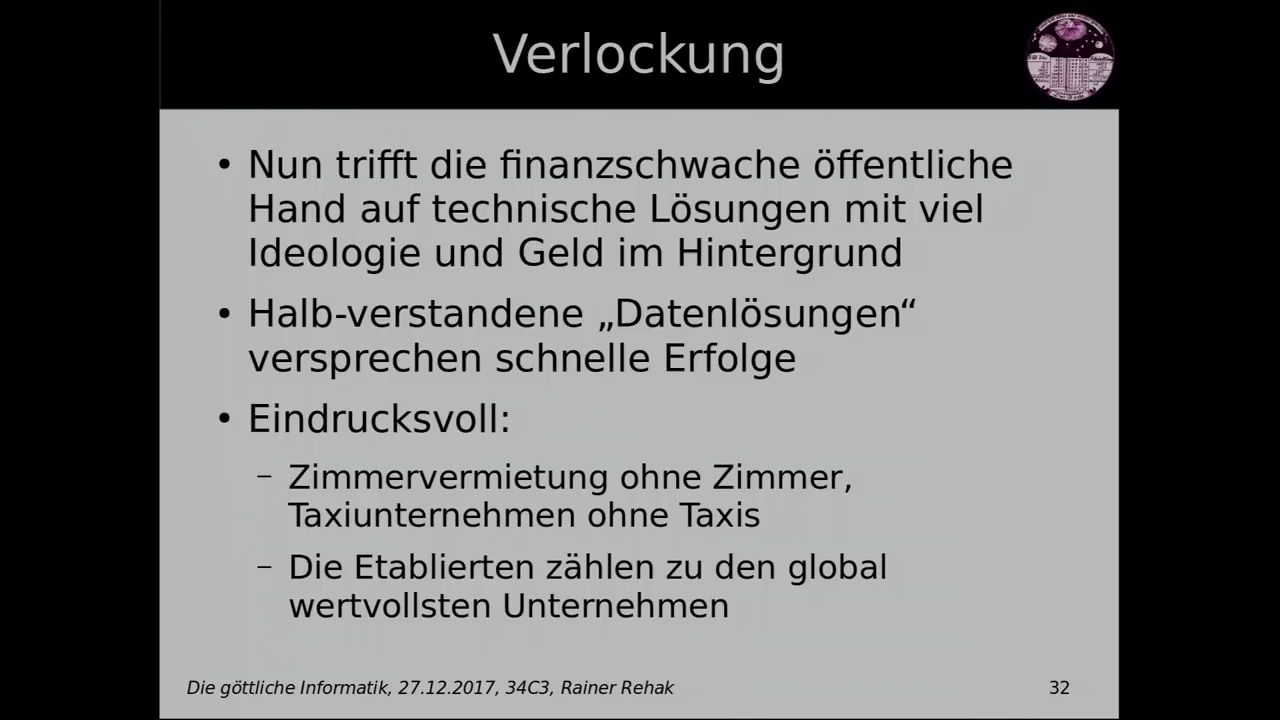 Verlockung
• Nun trifft die finanzschwache öffentliche
Hand auf technische Lösungen mit viel
Ideologie und Geld im Hintergrund
• Halb-verstandene „Datenlösungen“
versprechen schnelle Erfolge
• Eindrucksvoll:
– Zimmervermietung ohne Zimmer,
Taxiunternehmen ohne Taxis
– Die Etablierten zählen zu den global
wertvollsten Unternehmen
Die göttliche Informatik, 27.12.2017, 34C3, Rainer Rehak
32